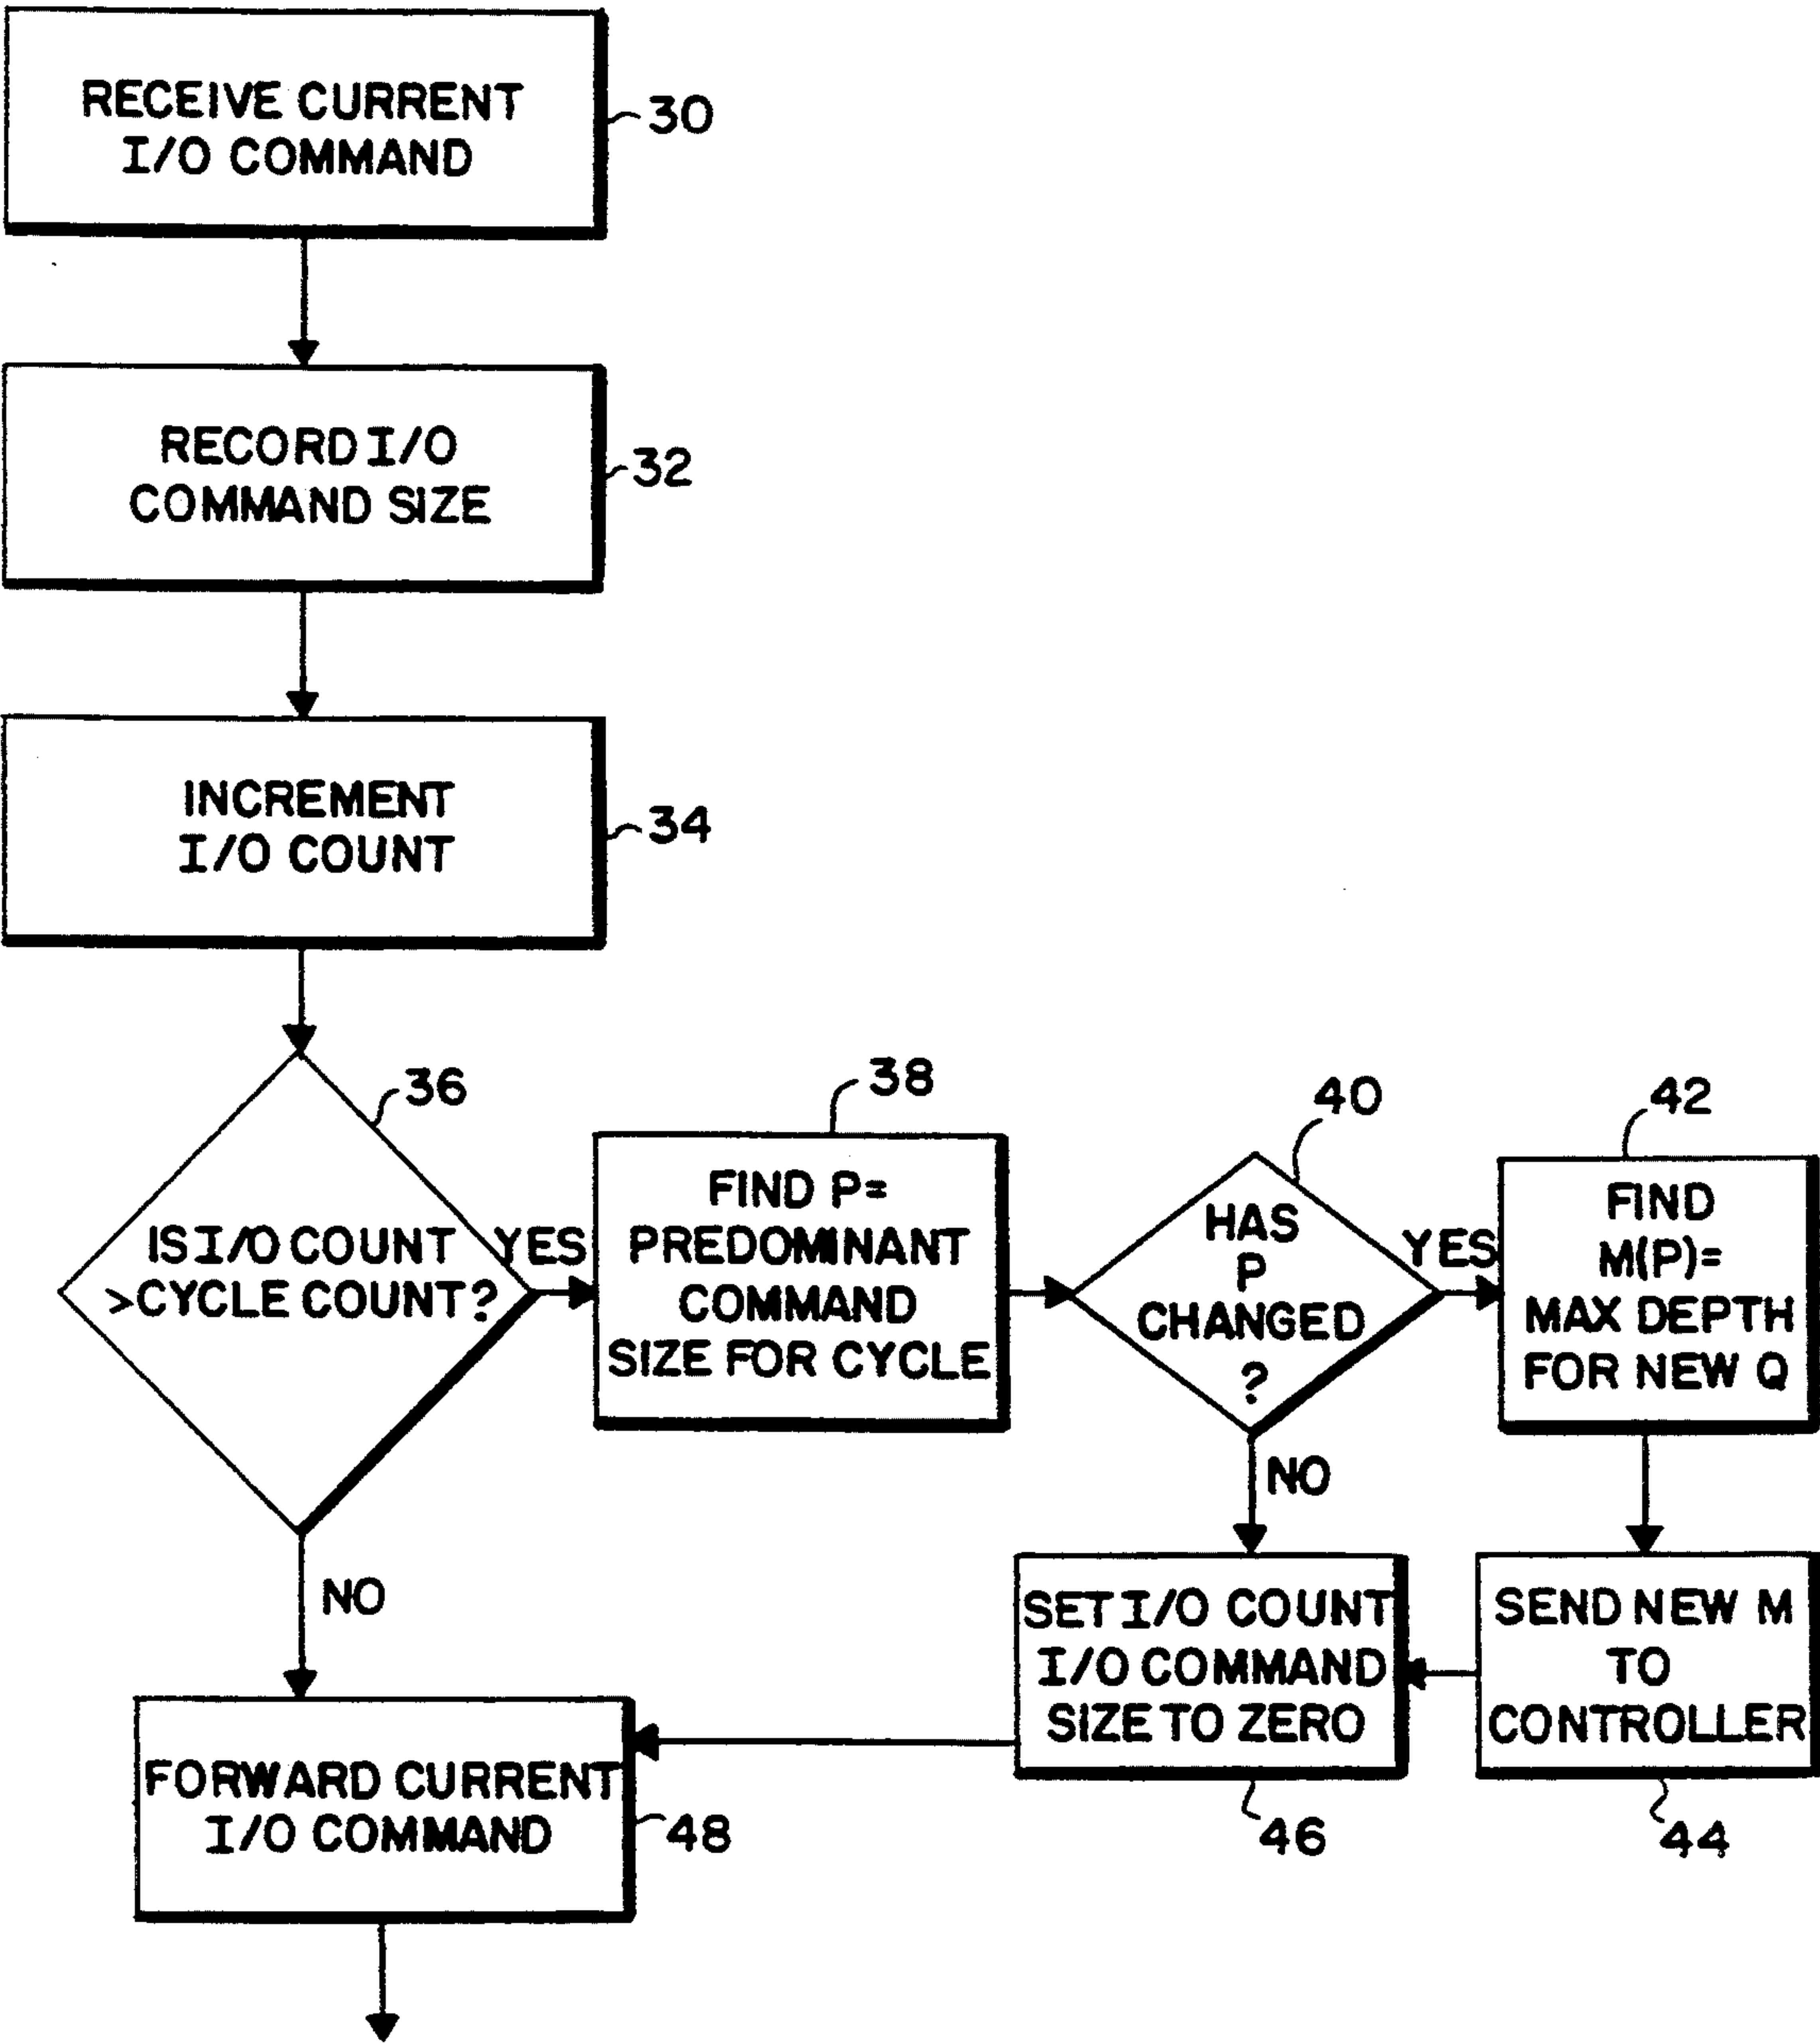 RECEIVE CURRENT
I/O COMMAND
30
RECORD I/O
COMMAND SIZE
32
INCREMENT
I/O COUNT
34
36
IS I/O COUNT
>CYCLE COUNT?
YES
NO
38
FIND P=
PREDOMINANT
COMMAND
SIZE FOR CYCLE
40
HAS
P
CHANGED
?
YES
NO
42
FIND
M(P)=
MAX DEPTH
FOR NEW Q
SEND NEW M
TO
CONTROLLER
44
SET I/O COUNT
I/O COMMAND
SIZE TO ZERO
46
FORWARD CURRENT
I/O COMMAND
48